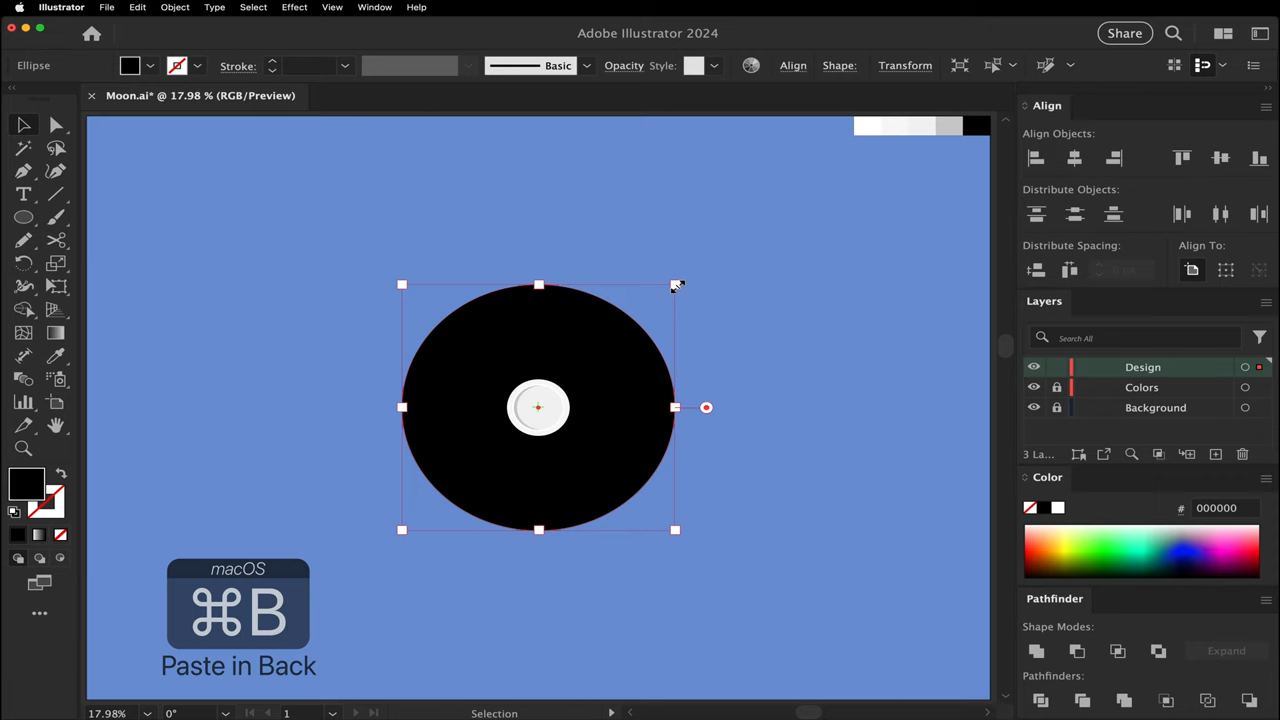 Illustrator File Edit Object Type Select Effect View Window Help
Adobe Illustrator 2024
Share
Ellipse
Stroke:
Basic
Opacity
Style:
Align
Shape:
Transform
× Moon.ai* @ 17.98 % (RGB/Preview)
Align
Align Objects:
Distribute Objects:
Distribute Spacing:
Align To:
0 px
Layers
Search All
Design
Colors
Background
3 La...
Color
# 000000
Pathfinder
Shape Modes:
Expand
Pathfinders:
macOS
⌘B
Paste in Back
17.98%
0°
1
Selection